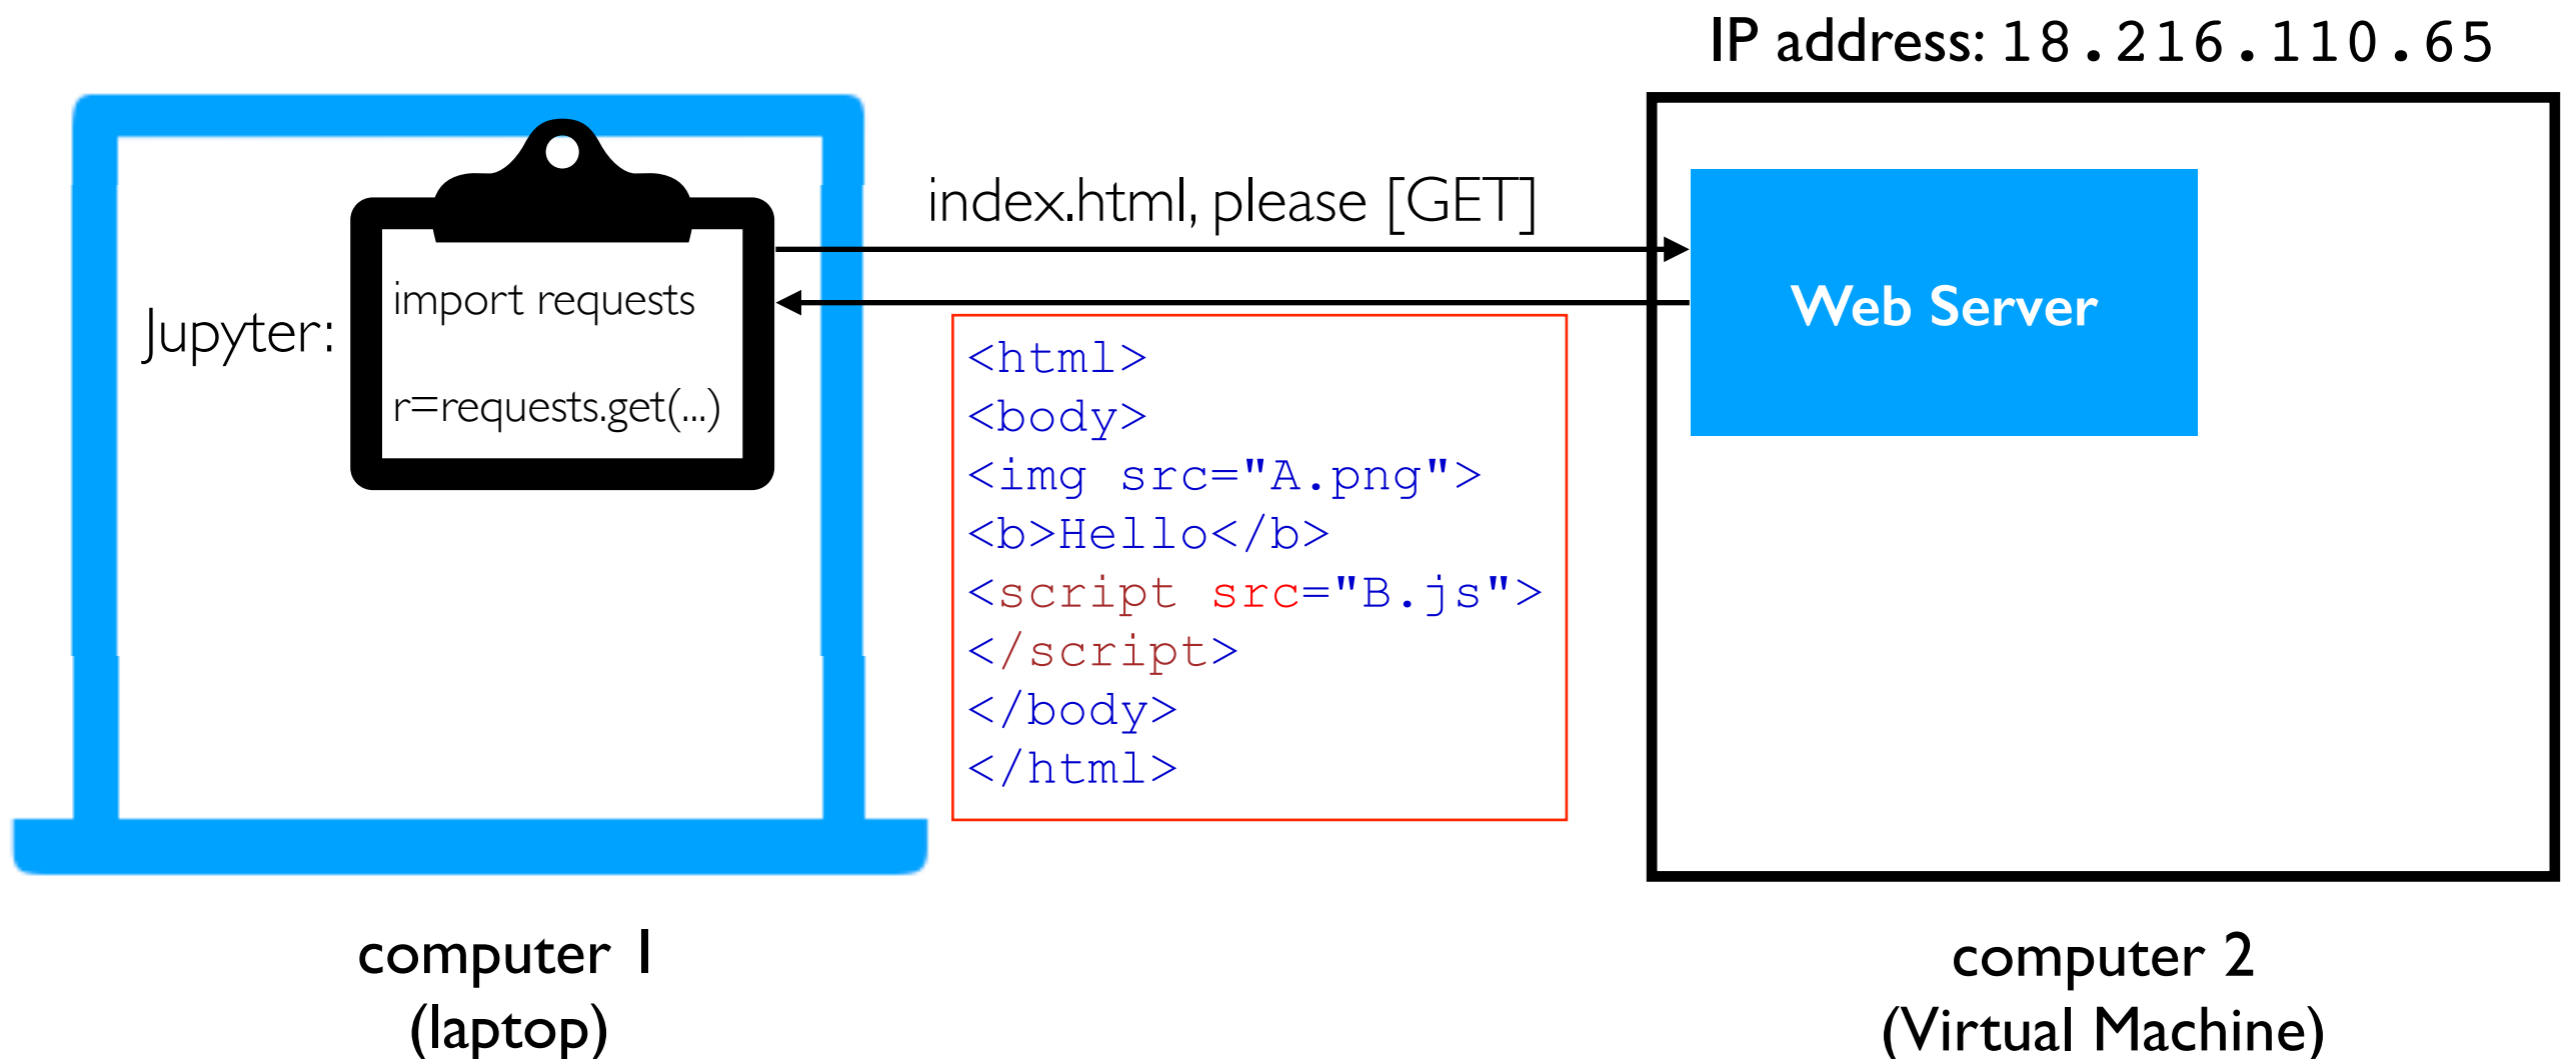 IP address: 18.216.110.65
index.html, please [GET]
Jupyter:
import requests
r=requests.get(...)
Web Server
<html>
<body>
<img src="A.png">
<b>Hello</b>
<script src="B.js">
</script>
</body>
</html>
computer 1
(laptop)
computer 2
(Virtual Machine)